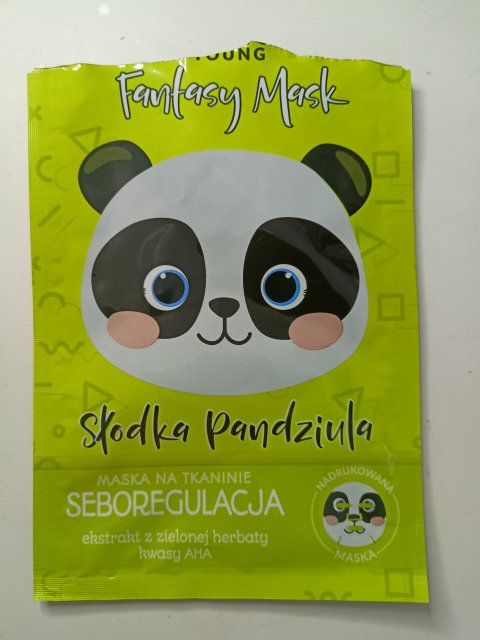 YOUNG
Fantasy Mask
Słodka Pandziula
MASKA NA TKANINIE
SEBOREGULACJA
ekstrakt z zielonej herbaty
kwasy AHA
NADRUKOWANA
MASKA